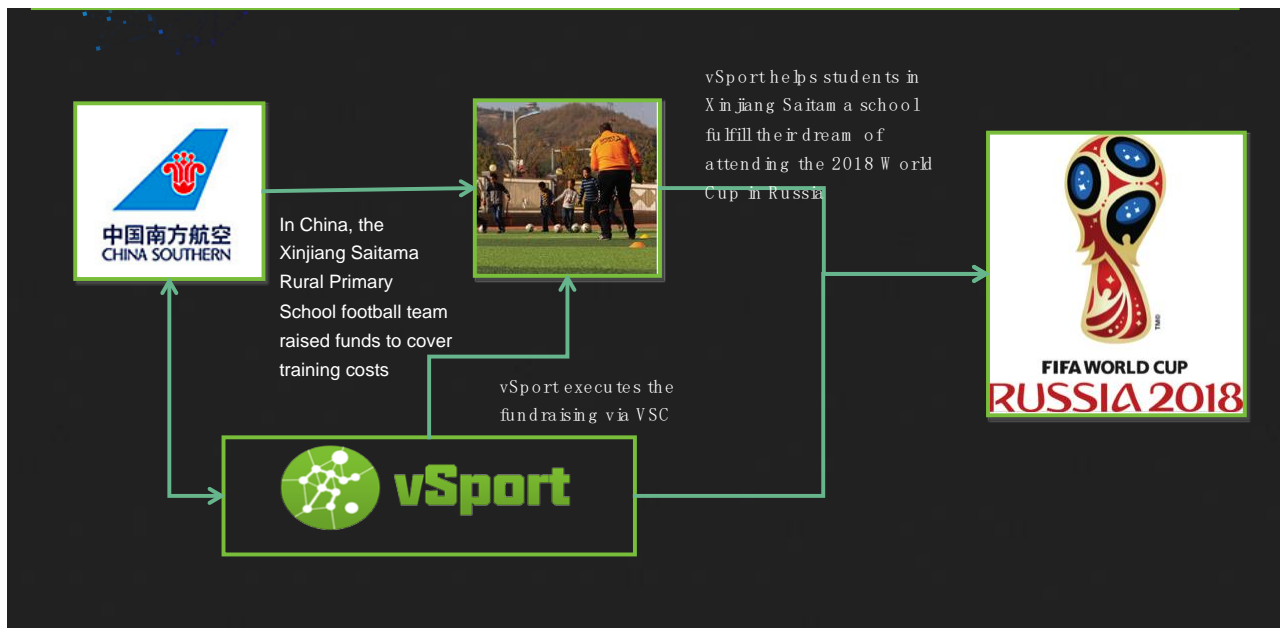 vSport helps students in
Xinjiang Saitama school
fulfill their dream of
attending the 2018 World
Cup in Russia
中国南方航空
CHINA SOUTHERN
In China, the
Xinjiang Saitama
Rural Primary
School football team
raised funds to cover
training costs
vSport executes the
fundraising via VSC
vSport
TM©
FIFA WORLD CUP
RUSSIA 2018